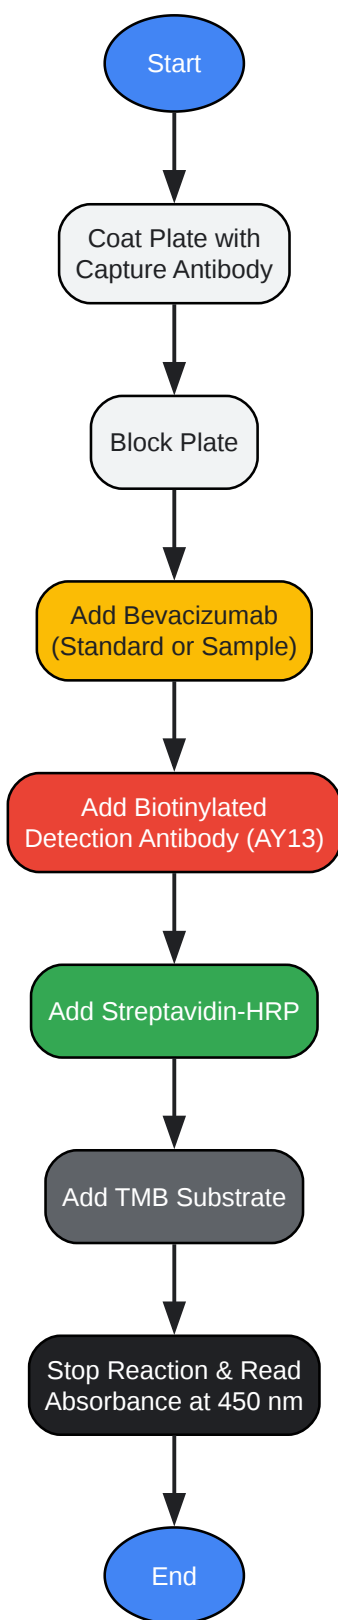 Start
Coat Plate with
Capture Antibody
Block Plate
Add Bevacizumab
(Standard or Sample)
Add Biotinylated
Detection Antibody (AY13)
Add Streptavidin-HRP
Add TMB Substrate
Stop Reaction & Read
Absorbance at 450 nm
End